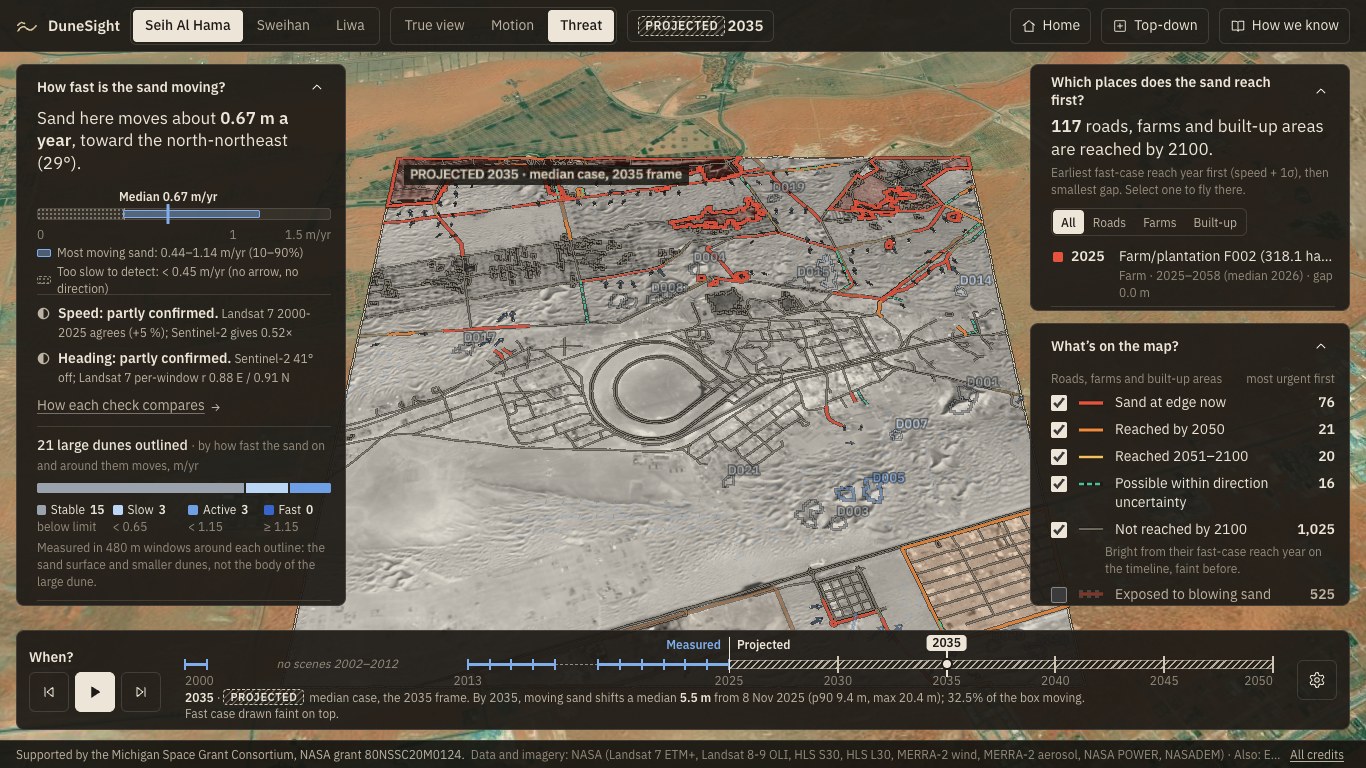 DuneSight
Seih Al Hama
Sweihan
Liwa
True view
Motion
Threat
PROJECTED 2035
Home
Top-down
How we know
How fast is the sand moving?
Sand here moves about 0.67 m a
year, toward the north-northeast
(29°).
Median 0.67 m/yr
0 1 1.5 m/yr
Most moving sand: 0.44–1.14 m/yr (10–90%)
Too slow to detect: < 0.45 m/yr (no arrow, no
direction)
Speed: partly confirmed. Landsat 7 2000-
2025 agrees (+5 %); Sentinel-2 gives 0.52×
Heading: partly confirmed. Sentinel-2 41°
off; Landsat 7 per-window r 0.88 E / 0.91 N
How each check compares →
21 large dunes outlined · by how fast the sand on
and around them moves, m/yr
Stable 15 Slow 3 Active 3 Fast 0
below limit < 0.65 < 1.15 ≥ 1.15
Measured in 480 m windows around each outline: the
sand surface and smaller dunes, not the body of the
large dune.
PROJECTED 2035 · median case, 2035 frame
D019
D004
D015
D014
D008
D017
D001
D007
D021
D005
D003
Which places does the sand reach
first?
117 roads, farms and built-up areas
are reached by 2100.
Earliest fast-case reach year first (speed + 1σ), then
smallest gap. Select one to fly there.
All Roads Farms Built-up
2025 Farm/plantation F002 (318.1 ha...
Farm · 2025–2058 (median 2026) · gap
0.0 m
What's on the map?
Roads, farms and built-up areas most urgent first
Sand at edge now 76
Reached by 2050 21
Reached 2051–2100 20
Possible within direction 16
uncertainty
Not reached by 2100 1,025
Bright from their fast-case reach year on
the timeline, faint before.
Exposed to blowing sand 525
When?
Measured Projected 2035
no scenes 2002–2012
2000 2013 2025 2030 2035 2040 2045 2050
2035 · PROJECTED median case, the 2035 frame. By 2035, moving sand shifts a median 5.5 m from 8 Nov 2025 (p90 9.4 m, max 20.4 m); 32.5% of the box moving.
Fast case drawn faint on top.
Supported by the Michigan Space Grant Consortium, NASA grant 80NSSC20M0124. Data and imagery: NASA (Landsat 7 ETM+, Landsat 8-9 OLI, HLS S30, HLS L30, MERRA-2 wind, MERRA-2 aerosol, NASA POWER, NASADEM) · Also: E... All credits